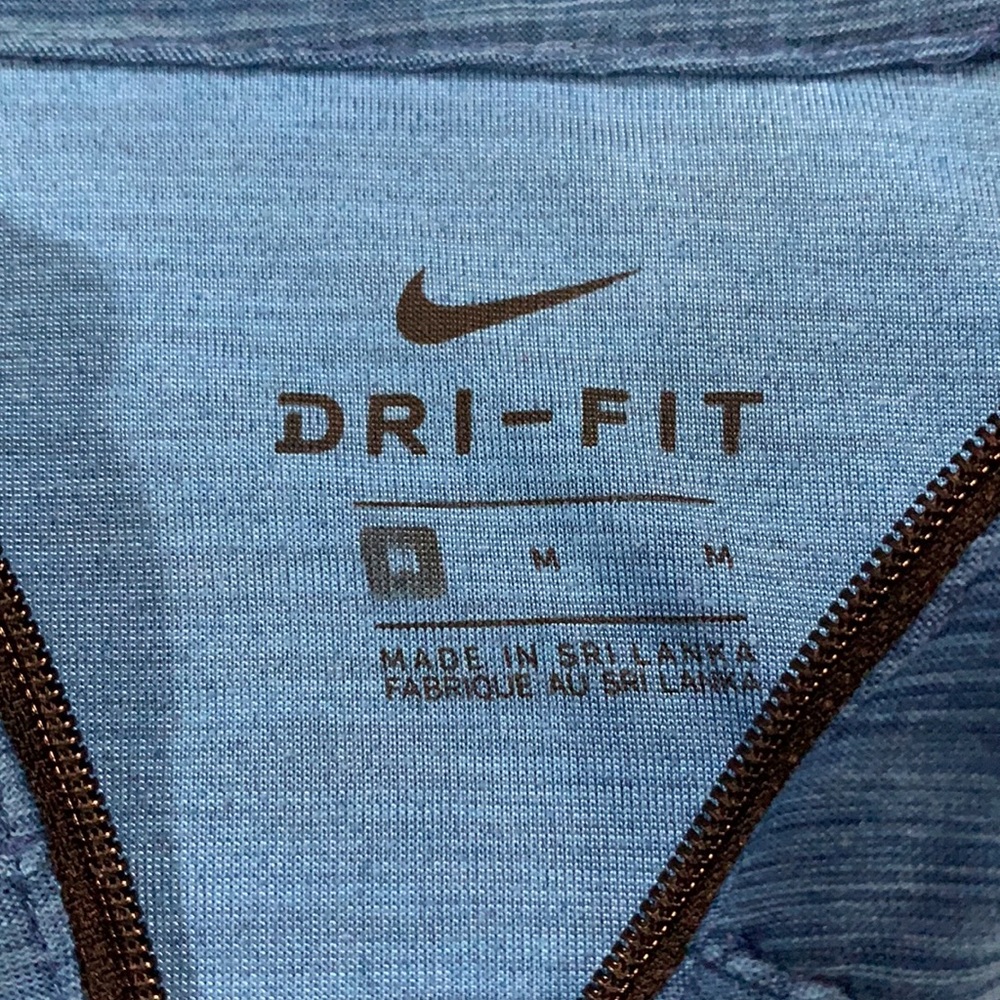 DRI-FIT
M M M
MADE IN SRI LANKA
FABRIQUE AU SRI LANKA